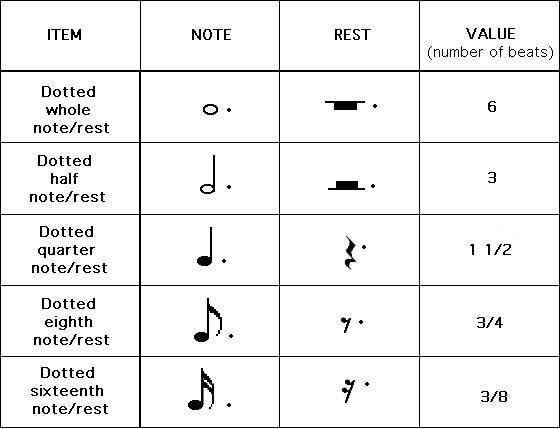 ITEM NOTE REST VALUE
(number of beats)
Dotted
whole
note/rest
6
Dotted
half
note/rest
3
Dotted
quarter
note/rest
1 1/2
Dotted
eighth
note/rest
3/4
Dotted
sixteenth
note/rest
3/8